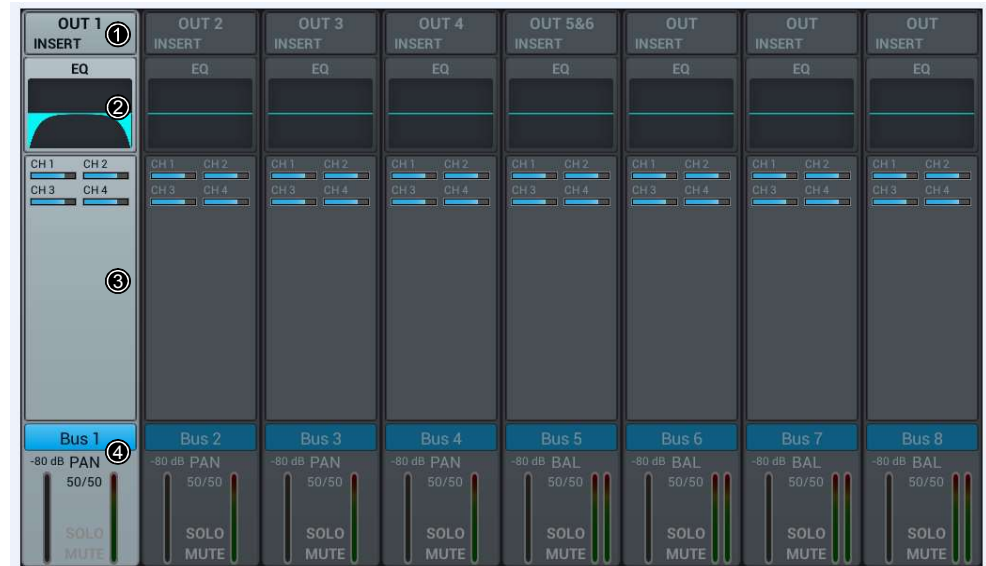 OUT 1 OUT 2 OUT 3 OUT 4 OUT 5&6 OUT OUT OUT
INSERT ① INSERT INSERT INSERT INSERT INSERT INSERT INSERT
EQ EQ EQ EQ EQ EQ EQ EQ
②
CH 1 CH 2 CH 1 CH 2 CH 1 CH 2 CH 1 CH 2 CH 1 CH 2 CH 1 CH 2 CH 1 CH 2 CH 1 CH 2
CH 3 CH 4 CH 3 CH 4 CH 3 CH 4 CH 3 CH 4 CH 3 CH 4 CH 3 CH 4 CH 3 CH 4 CH 3 CH 4
③
Bus 1 Bus 2 Bus 3 Bus 4 Bus 5 Bus 6 Bus 7 Bus 8
④
-80 dB PAN -80 dB PAN -80 dB PAN -80 dB PAN -80 dB BAL -80 dB BAL -80 dB BAL -80 dB BAL
50/50 50/50 50/50 50/50 50/50 50/50 50/50 50/50
SOLO SOLO SOLO SOLO SOLO SOLO SOLO SOLO
MUTE MUTE MUTE MUTE MUTE MUTE MUTE MUTE